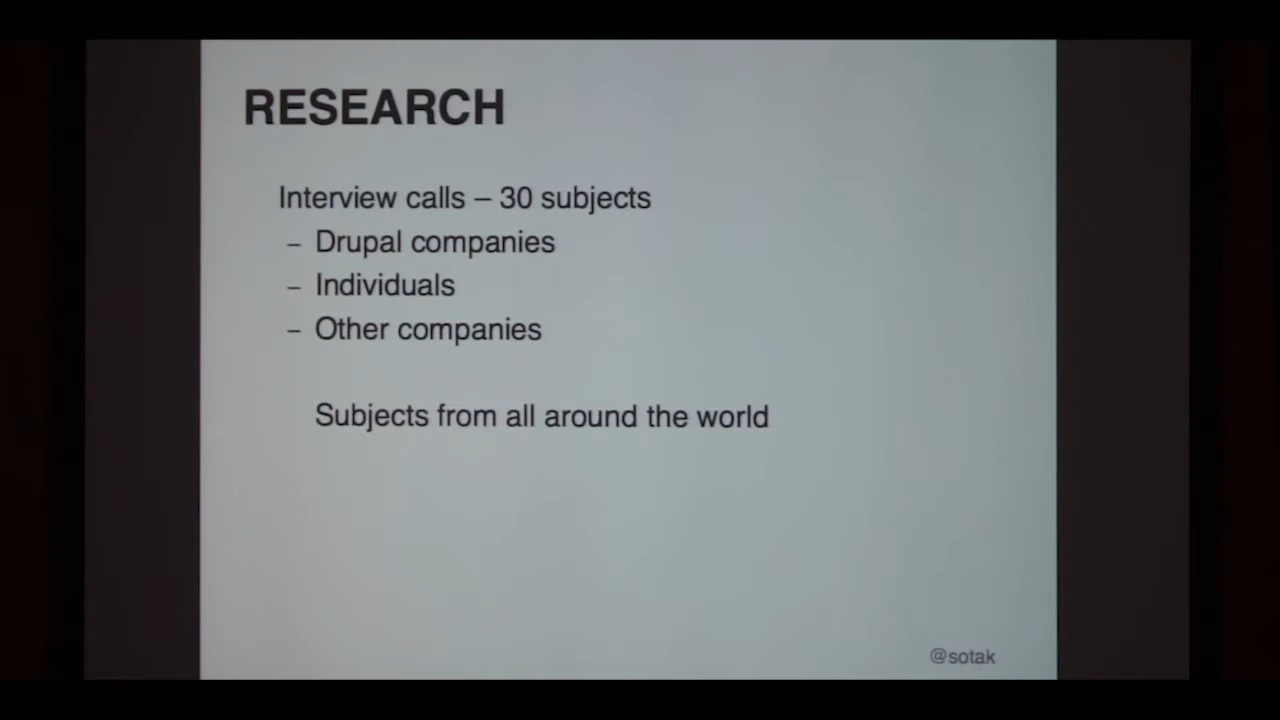 RESEARCH
Interview calls – 30 subjects
– Drupal companies
– Individuals
– Other companies
Subjects from all around the world
@sotak